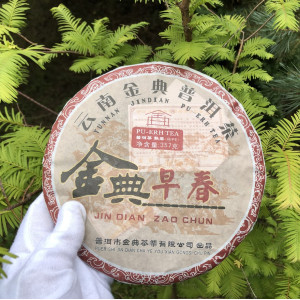 云南金典普洱茶
YUNNAN JINDIAN PU ERH TEA
PU-ERH TEA
净含量:357克
金典早春
JIN DIAN ZAO CHUN
普洱市金典茶业有限公司 出品